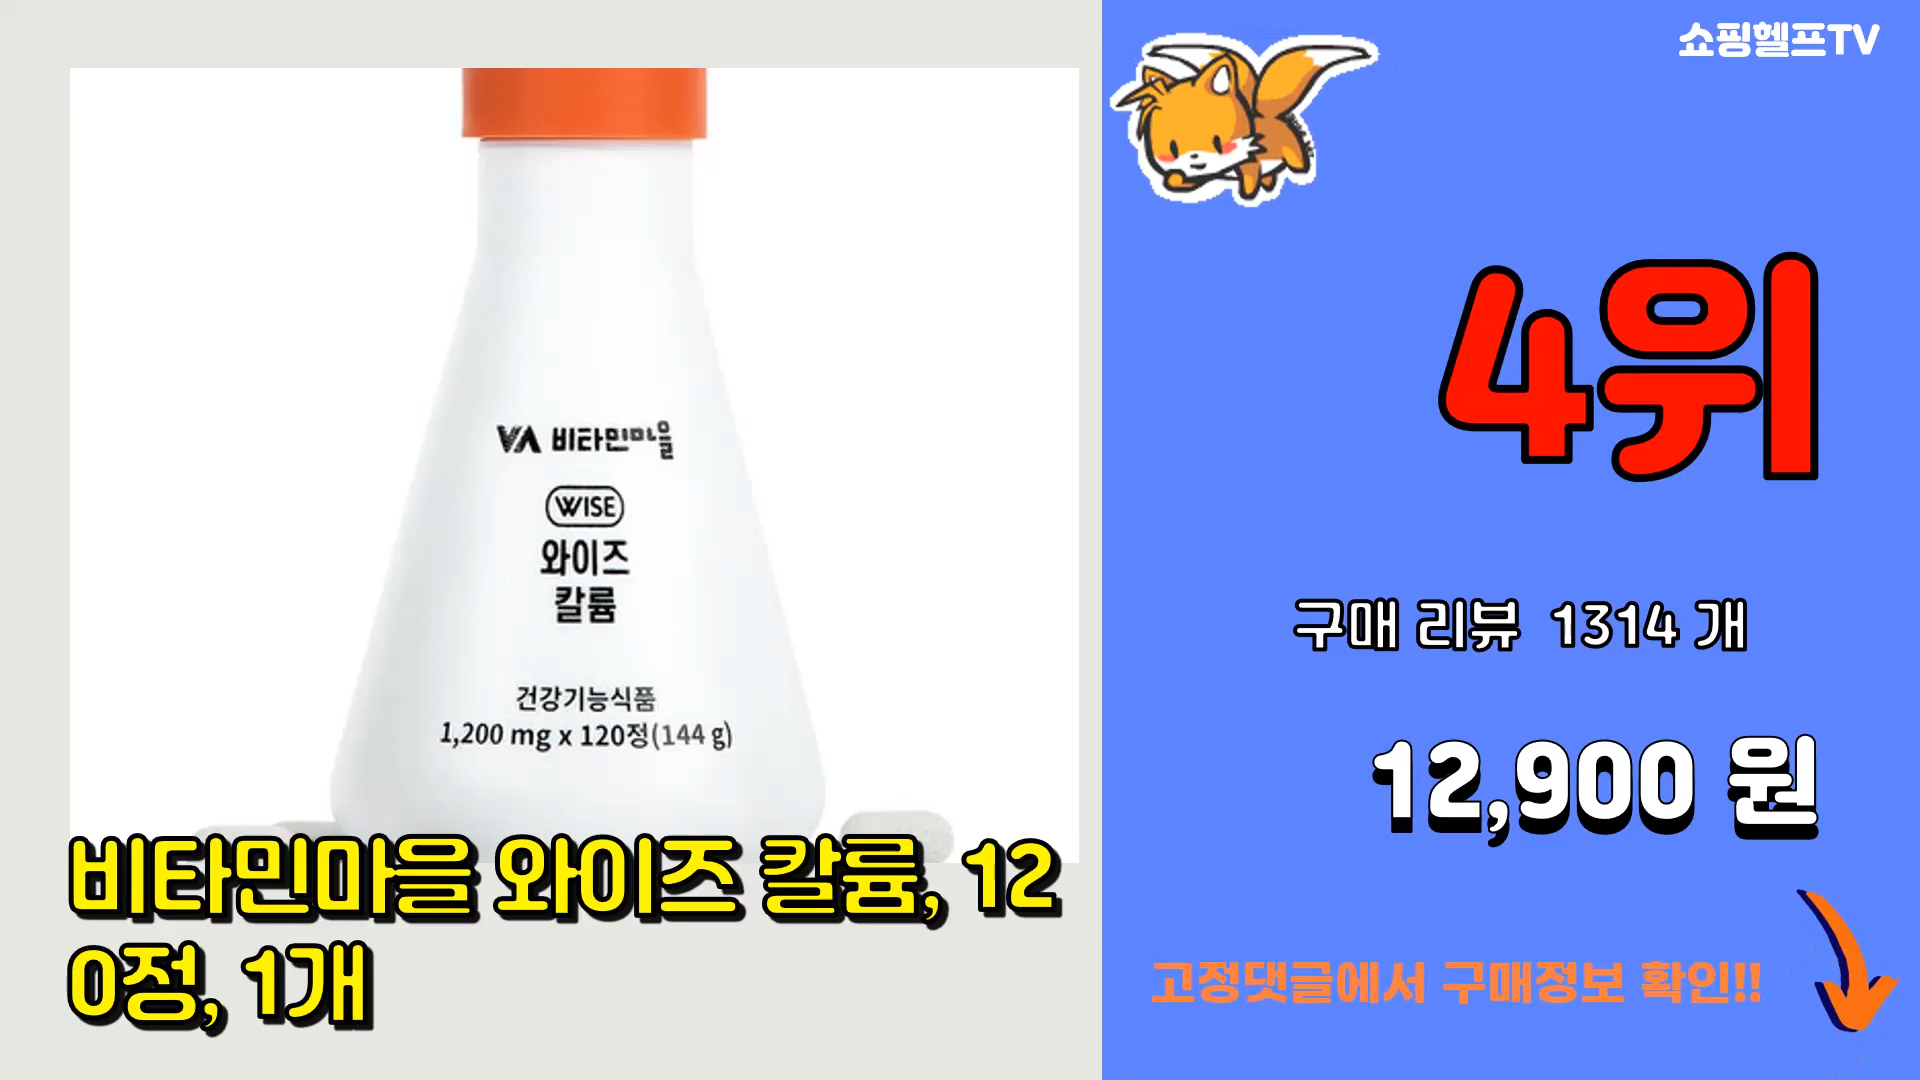 쇼핑헬프TV
VA 비타민마을
WISE
와이즈
칼륨
건강기능식품
1,200 mg x 120정(144 g)
비타민마을 와이즈 칼륨, 12
0정, 1개
4위
구매 리뷰 1314 개
12,900 원
고정댓글에서 구매정보 확인!!